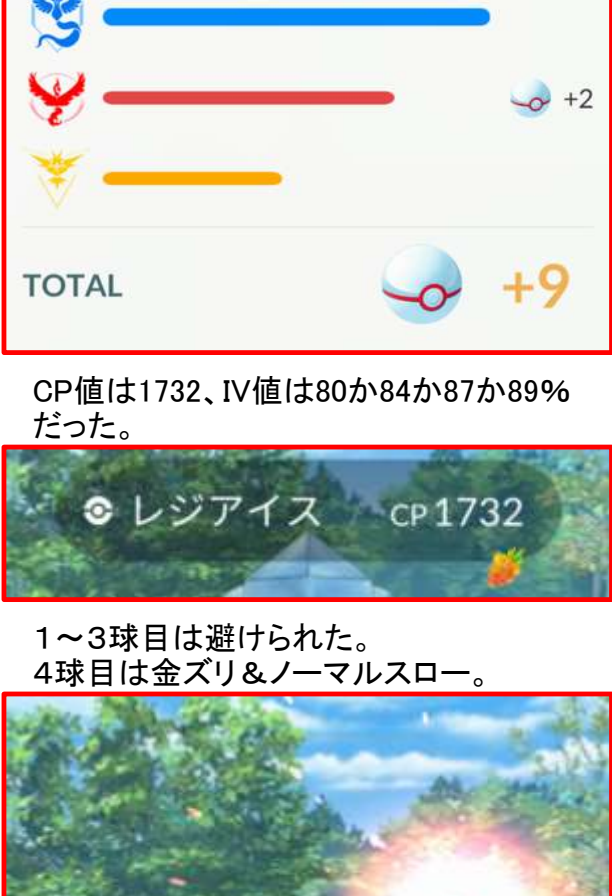 +2
TOTAL +9
CP値は1732、IV値は80か84か87か89%
だった。
レジアイス CP1732
1~3球目は避けられた。
4球目は金ズリ&ノーマルスロー。